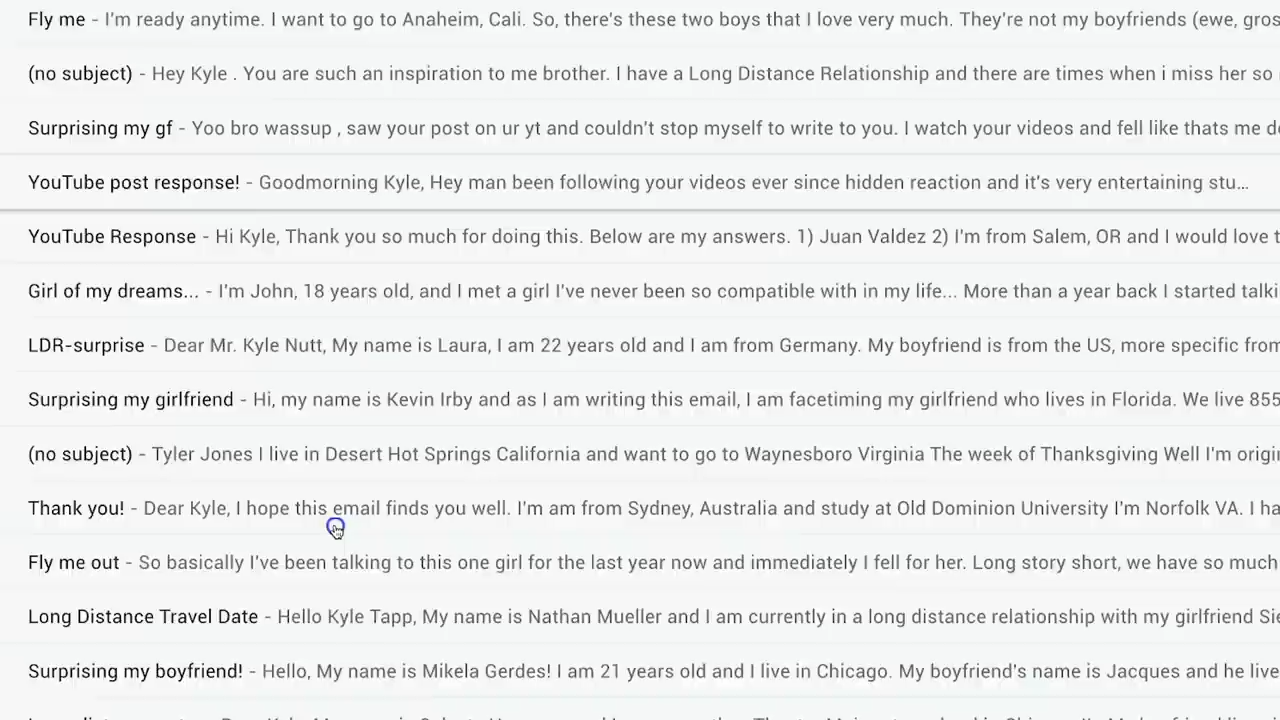 Fly me - I'm ready anytime. I want to go to Anaheim, Cali. So, there's these two boys that I love very much. They're not my boyfriends (ewe, gros
(no subject) - Hey Kyle . You are such an inspiration to me brother. I have a Long Distance Relationship and there are times when i miss her so
Surprising my gf - Yoo bro wassup , saw your post on ur yt and couldn't stop myself to write to you. I watch your videos and fell like thats me d
YouTube post response! - Goodmorning Kyle, Hey man been following your videos ever since hidden reaction and it's very entertaining stu...
YouTube Response - Hi Kyle, Thank you so much for doing this. Below are my answers. 1) Juan Valdez 2) I'm from Salem, OR and I would love t
Girl of my dreams... - I'm John, 18 years old, and I met a girl I've never been so compatible with in my life... More than a year back I started talki
LDR-surprise - Dear Mr. Kyle Nutt, My name is Laura, I am 22 years old and I am from Germany. My boyfriend is from the US, more specific from
Surprising my girlfriend - Hi, my name is Kevin Irby and as I am writing this email, I am facetiming my girlfriend who lives in Florida. We live 855
(no subject) - Tyler Jones I live in Desert Hot Springs California and want to go to Waynesboro Virginia The week of Thanksgiving Well I'm origi
Thank you! - Dear Kyle, I hope this email finds you well. I'm am from Sydney, Australia and study at Old Dominion University I'm Norfolk VA. I ha
Fly me out - So basically I've been talking to this one girl for the last year now and immediately I fell for her. Long story short, we have so much
Long Distance Travel Date - Hello Kyle Tapp, My name is Nathan Mueller and I am currently in a long distance relationship with my girlfriend Sie
Surprising my boyfriend! - Hello, My name is Mikela Gerdes! I am 21 years old and I live in Chicago. My boyfriend's name is Jacques and he live